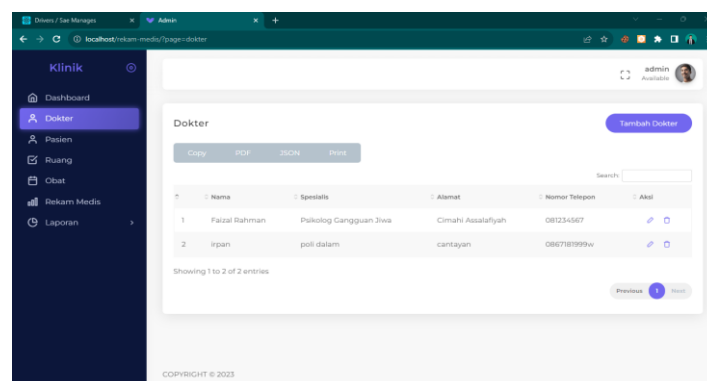 Drivers / Sae Manages
Admin
localhost/rekam-medis/?page=dokter
Klinik
admin
Available
Dashboard
Dokter
Pasien
Ruang
Obat
Rekam Medis
Laporan
Dokter
Tambah Dokter
Copy PDF JSON Print
Search:
Nama Spesialis Alamat Nomor Telepon Aksi
1 Faizal Rahman Psikolog Gangguan Jiwa Cimahi Assalafiyah 081234567
2 irpan poli dalam cantayan 0867181999w
Showing 1 to 2 of 2 entries
Previous 1 Next
COPYRIGHT © 2023